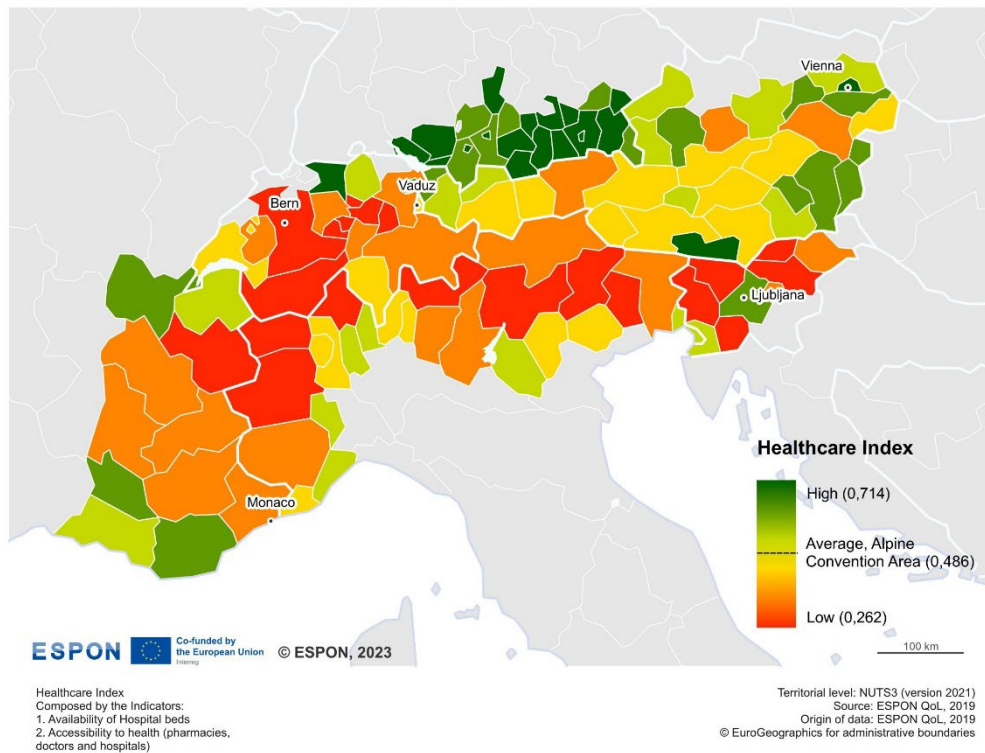 Vienna
Vaduz
Bern
Ljubljana
Monaco
Healthcare Index
High (0,714)
Average, Alpine
Convention Area (0,486)
Low (0,262)
100 km
ESPON
Co-funded by
the European Union
Interreg
© ESPON, 2023
Healthcare Index
Composed by the Indicators:
1. Availability of Hospital beds
2. Accessibility to health (pharmacies,
doctors and hospitals)
Territorial level: NUTS3 (version 2021)
Source: ESPON QoL, 2019
Origin of data: ESPON QoL, 2019
© EuroGeographics for administrative boundaries